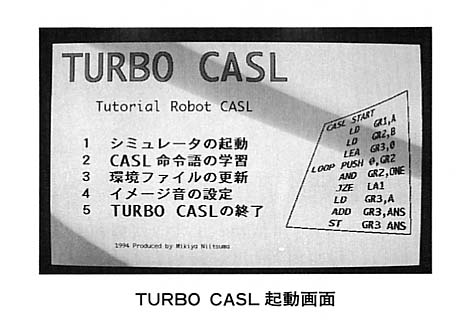 TURBO CASL
Tutorial Robot CASL
1 シミュレータの起動
2 CASL 命令語の学習
3 環境ファイルの更新
4 イメージ音の設定
5 TURBO CASLの終了
CASL START
LD GR1,A
LD GR2,B
LEA GR3,0
LOOP PUSH 0,GR2
AND GR2,ONE
JZE LA1
LD GR3,A
ADD GR3,ANS
ST GR3 ANS
1994 Produced by Mikiya Niitsuma
TURBO CASL 起動画面